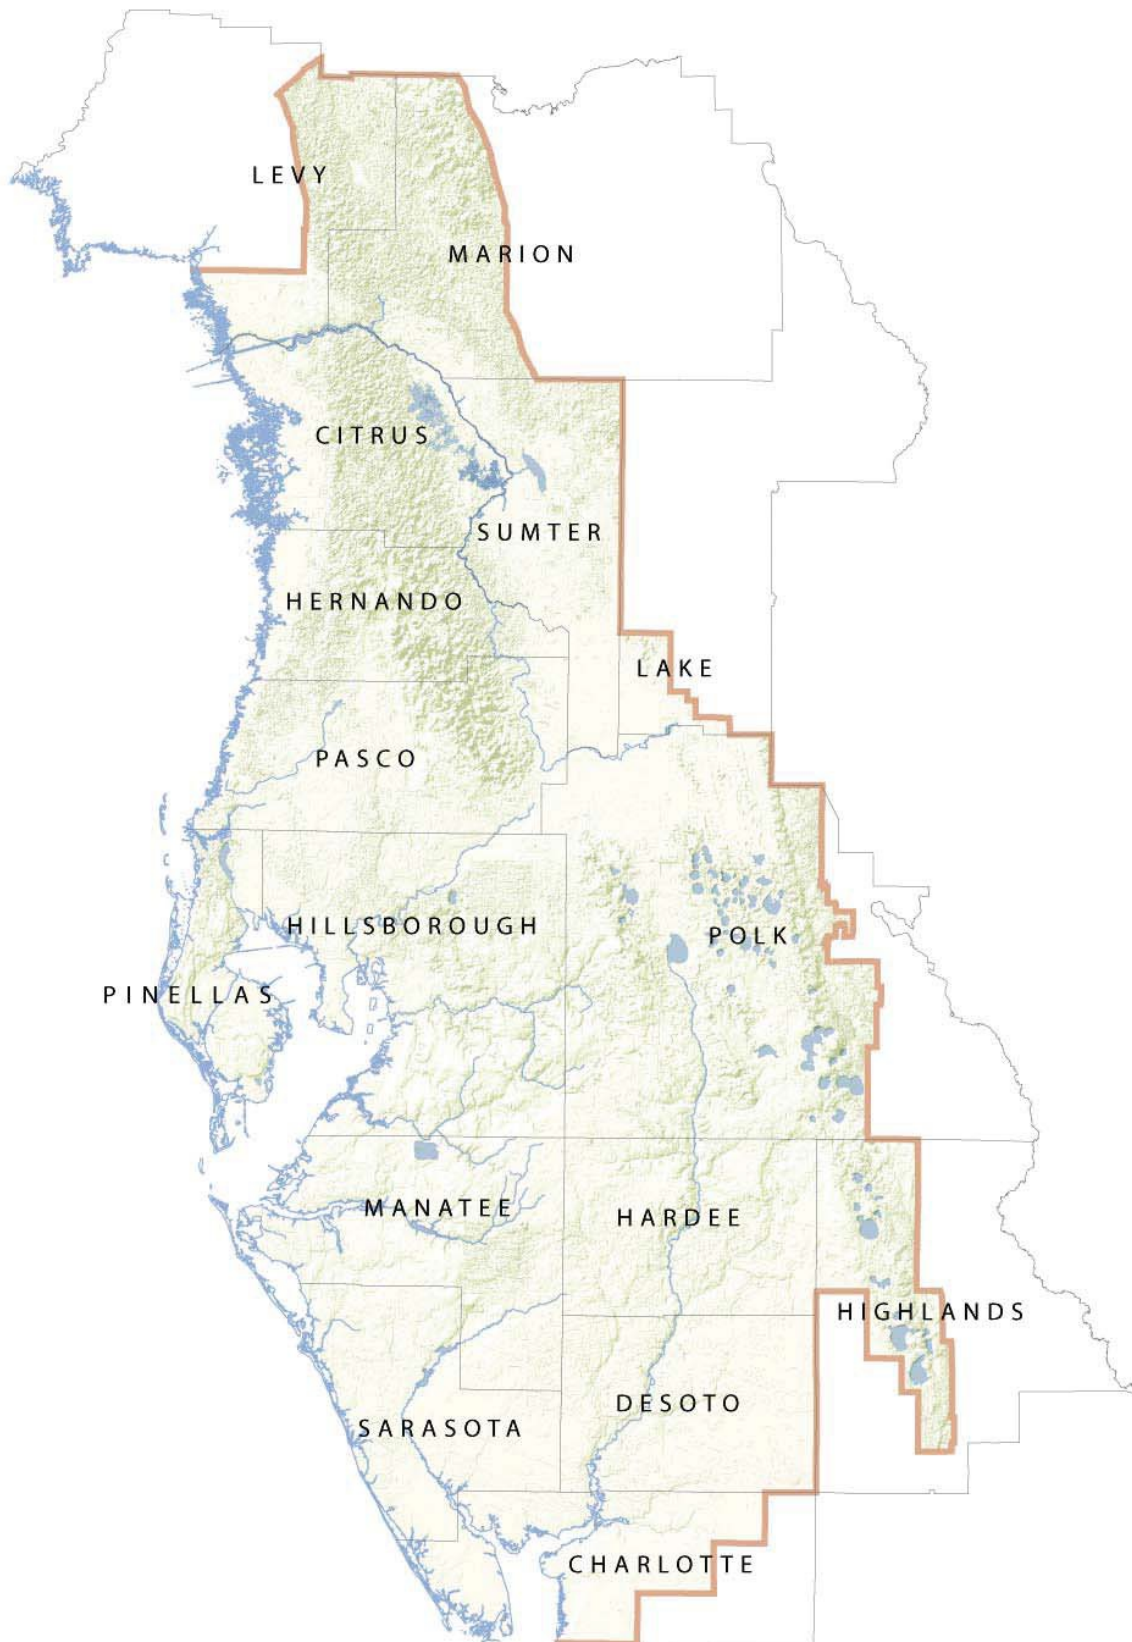 LEVY
MARION
CITRUS
SUMTER
HERNANDO
LAKE
PASCO
HILLSBOROUGH
POLK
PINELLAS
MANATEE
HARDEE
HIGHLANDS
DESOTO
SARASOTA
CHARLOTTE